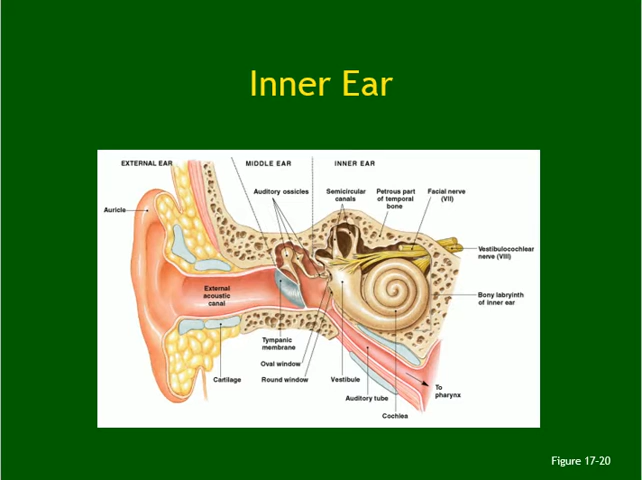 Inner Ear
EXTERNAL EAR
MIDDLE EAR
INNER EAR
Auditory ossicles
Semicircular
canals
Petrous part
of temporal
bone
Facial nerve
(VII)
Auricle
Vestibulocochlear
nerve (VIII)
External
acoustic
canal
Bony labyrinth
of inner ear
Tympanic
membrane
Oval window
Round window
Cartilage
Vestibule
Auditory tube
To
pharynx
Cochlea
Figure 17-20